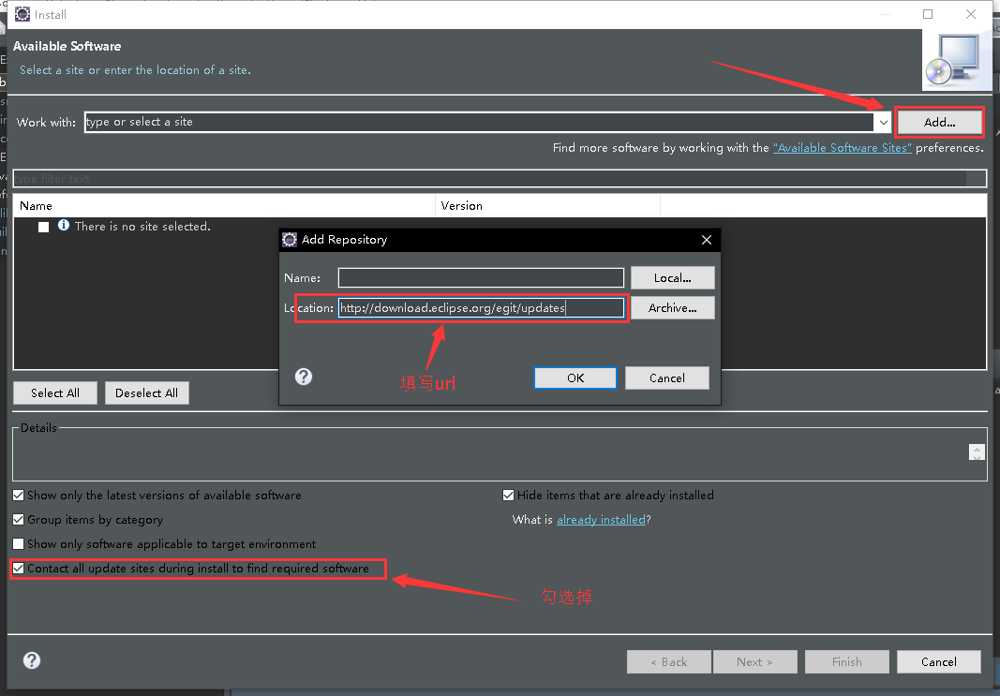 Install
Available Software
Select a site or enter the location of a site.
Work with: type or select a site Add...
Find more software by working with the "Available Software Sites" preferences.
type filter text
Name Version
There is no site selected.
Add Repository
Name: Local...
Location: http://download.eclipse.org/egit/updates Archive...
填写url
OK Cancel
Select All Deselect All
Details
Show only the latest versions of available software Hide items that are already installed
Group items by category What is already installed?
Show only software applicable to target environment
Contact all update sites during install to find required software
勾选掉
< Back Next > Finish Cancel